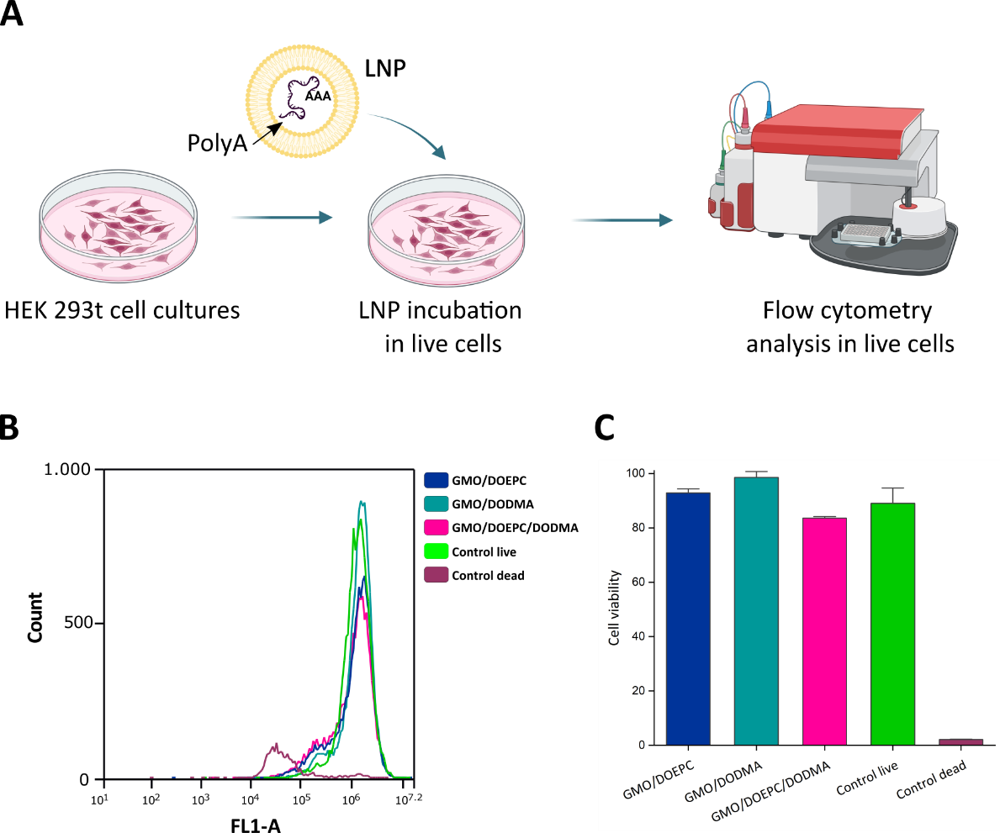 A
LNP
AAA
PolyA
HEK 293t cell cultures
LNP incubation
in live cells
Flow cytometry
analysis in live cells
B
1.000
500
0
Count
10¹
10²
10³
10⁴
10⁵
10⁶
10⁷·²
FL1-A
GMO/DOEPC
GMO/DODMA
GMO/DOEPC/DODMA
Control live
Control dead
C
100
80
60
40
20
0
Cell viability
GMO/DOEPC
GMO/DODMA
GMO/DOEPC/DODMA
Control live
Control dead